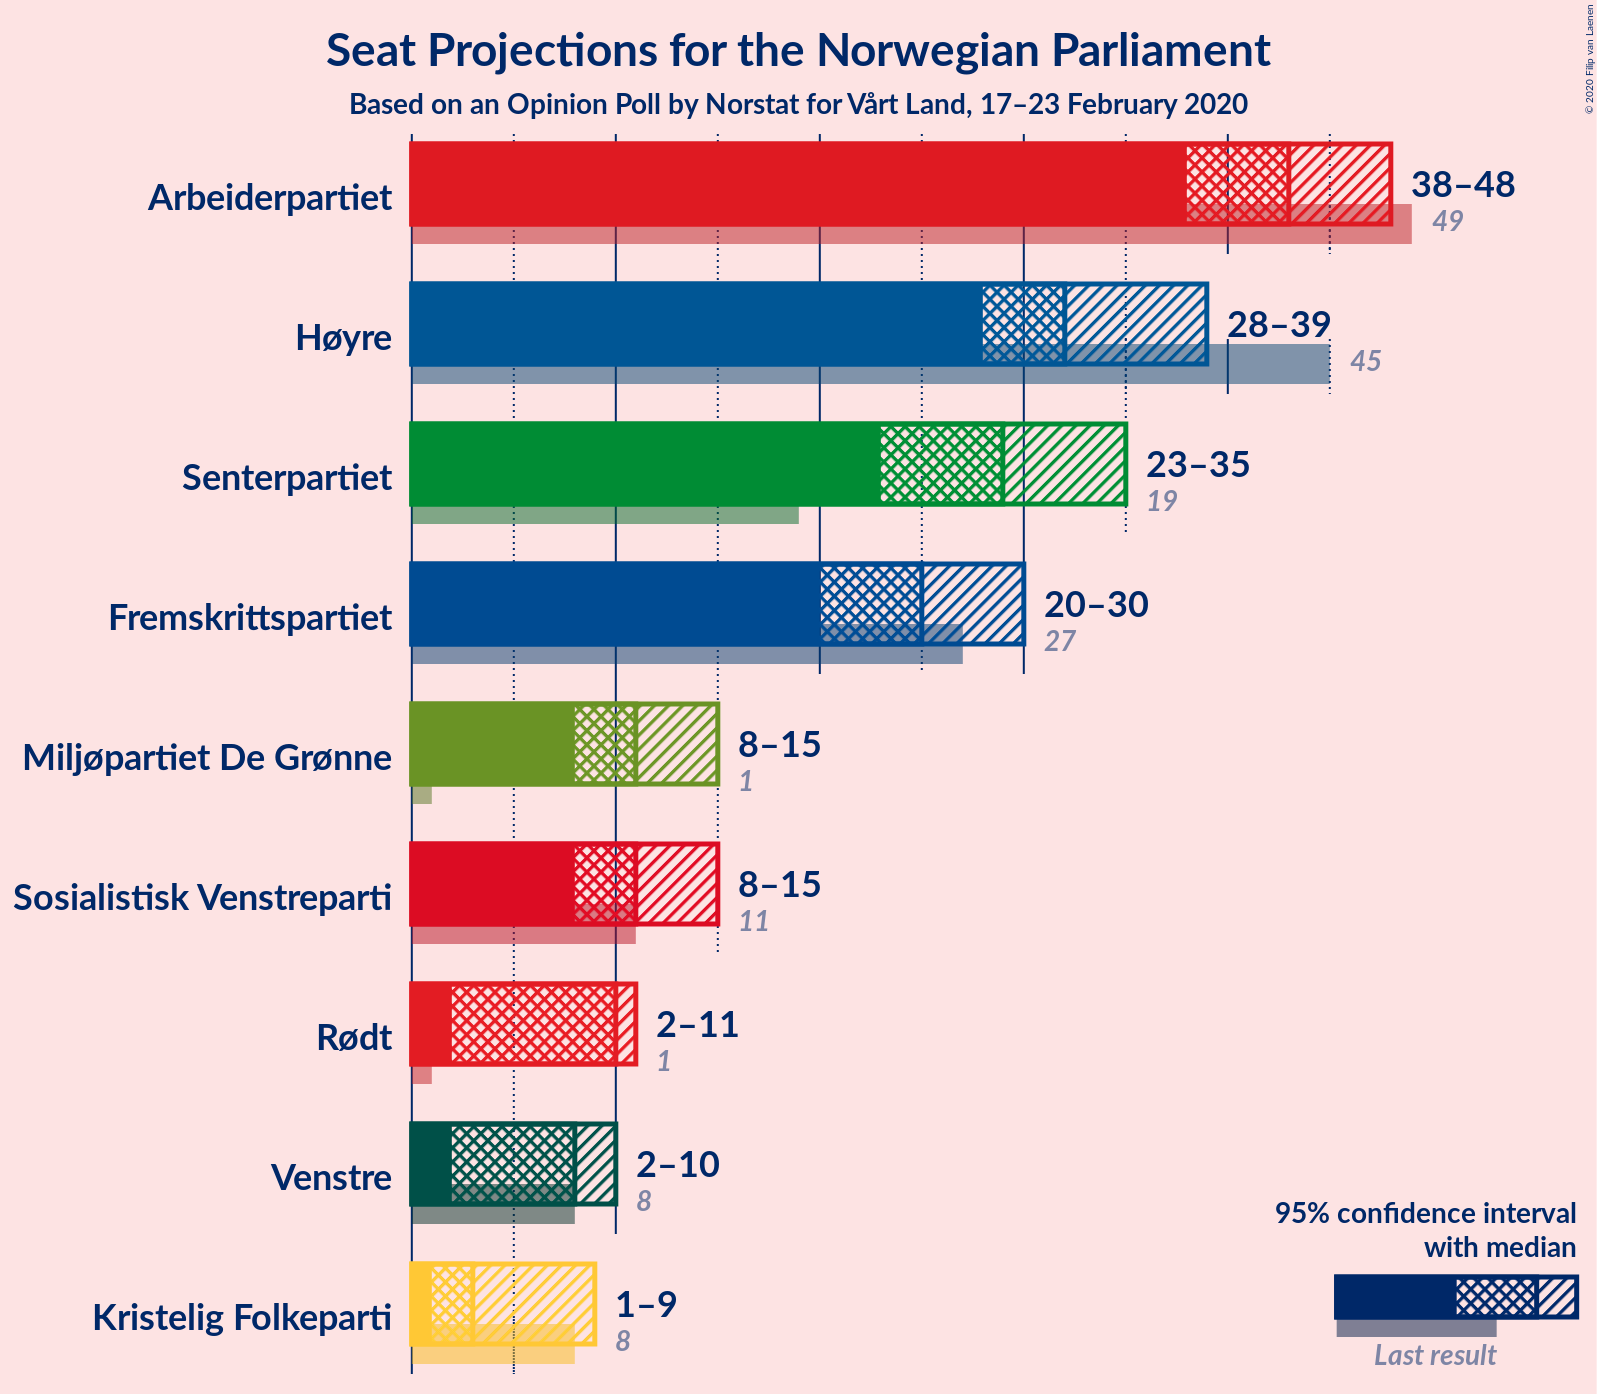 Seat Projections for the Norwegian Parliament
Based on an Opinion Poll by Norstat for Vårt Land, 17–23 February 2020
© 2020 Filip van Laenen
Arbeiderpartiet
38–48
49
Høyre
28–39
45
Senterpartiet
23–35
19
Fremskrittspartiet
20–30
27
Miljøpartiet De Grønne
8–15
1
Sosialistisk Venstreparti
8–15
11
Rødt
2–11
1
Venstre
2–10
8
Kristelig Folkeparti
1–9
8
95% confidence interval
with median
Last result